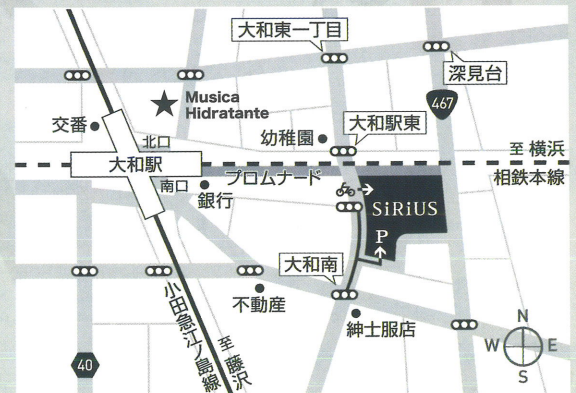 大和東一丁目
深見台
467
Musica
Hidratante
交番
北口
幼稚園
大和駅東
至 横浜
大和駅
プロムナード
相鉄本線
南口
銀行
SiRiUS
P
大和南
不動産
紳士服店
小田急江ノ島線
至 藤沢
40
N
W
E
S